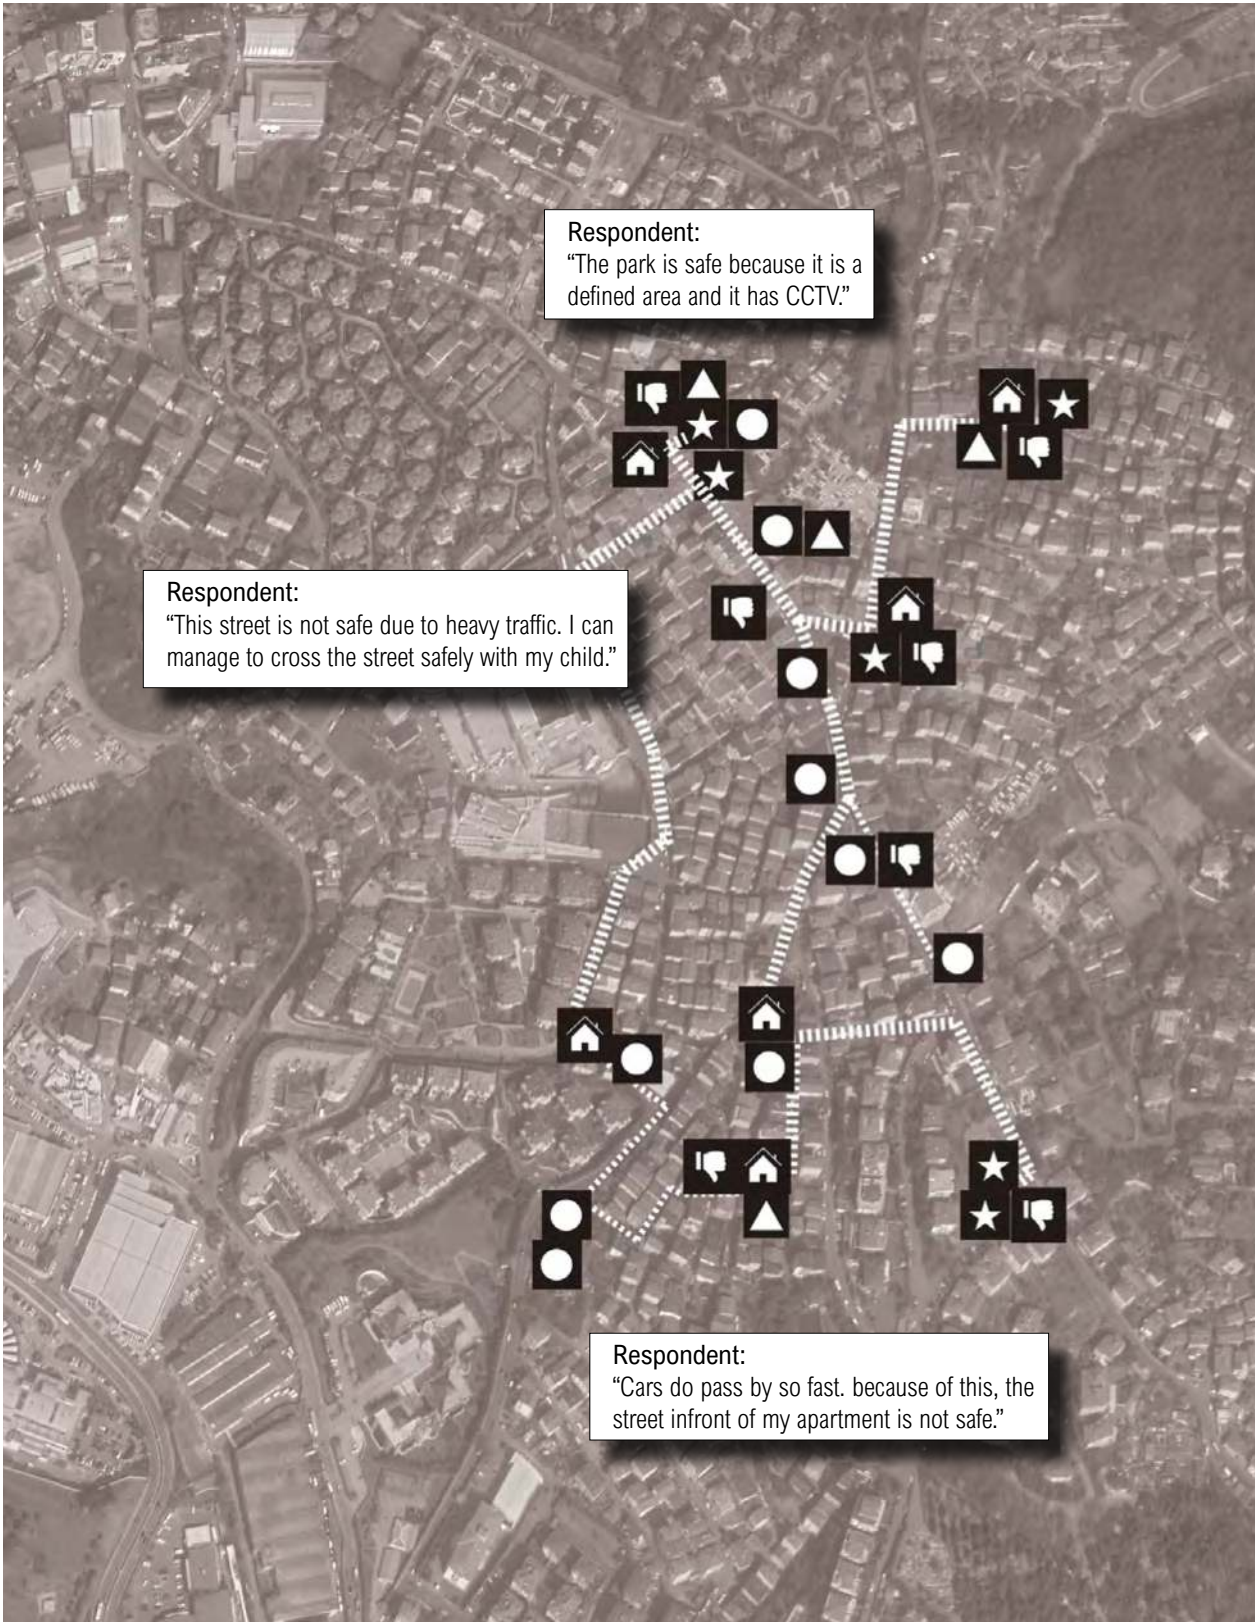 Respondent:
“The park is safe because it is a
defined area and it has CCTV.”
Respondent:
“This street is not safe due to heavy traffic. I can
manage to cross the street safely with my child.”
Respondent:
“Cars do pass by so fast. because of this, the
street infront of my apartment is not safe.”